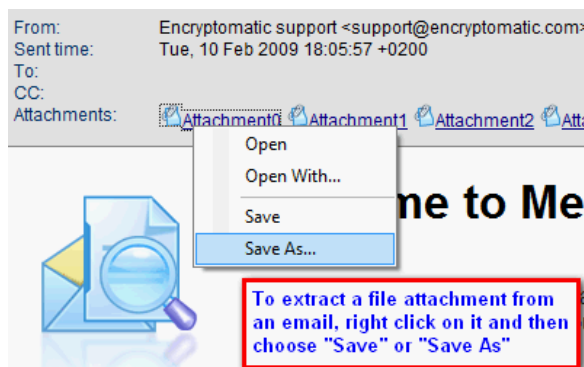 From: Encryptomatic support <support@encryptomatic.com>
Sent time: Tue, 10 Feb 2009 18:05:57 +0200
To:
CC:
Attachments: Attachment0 Attachment1 Attachment2 Atta
Open
Open With...
Save
Save As...
me to Me
To extract a file attachment from
an email, right click on it and then
choose "Save" or "Save As"